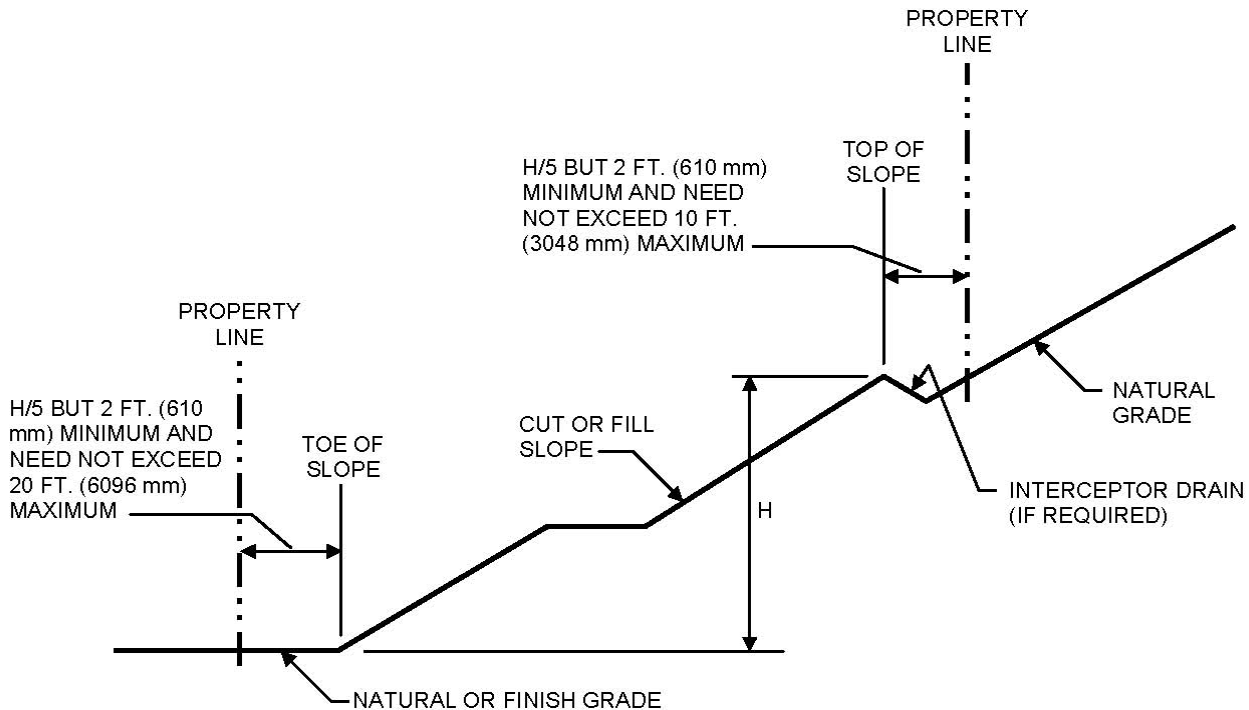 PROPERTY
LINE
H/5 BUT 2 FT. (610 mm)
MINIMUM AND NEED
NOT EXCEED 10 FT.
(3048 mm) MAXIMUM
TOP OF
SLOPE
PROPERTY
LINE
H/5 BUT 2 FT. (610
mm) MINIMUM AND
NEED NOT EXCEED
20 FT. (6096 mm)
MAXIMUM
TOE OF
SLOPE
CUT OR FILL
SLOPE
NATURAL
GRADE
H
INTERCEPTOR DRAIN
(IF REQUIRED)
NATURAL OR FINISH GRADE